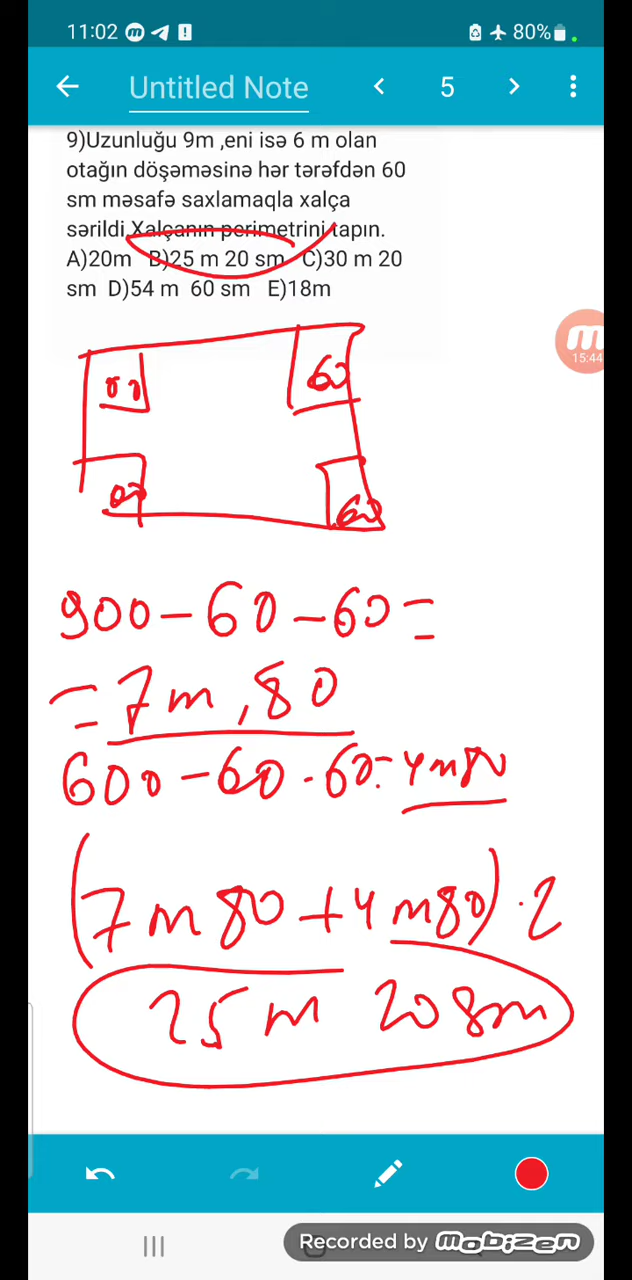 11:02
80%
Untitled Note
5
9)Uzunluğu 9m ,eni isə 6 m olan
otağın döşəməsinə hər tərəfdən 60
sm məsafə saxlamaqla xalça
sərildi.Xalçanın perimetrini tapın.
A)20m B)25 m 20 sm C)30 m 20
sm D)54 m 60 sm E)18m
15:44
60
60
900-60-60=
=7m,80
600-60-60=4m80
(7m80+4m80)·2
25m 20sm
Recorded by mobizen